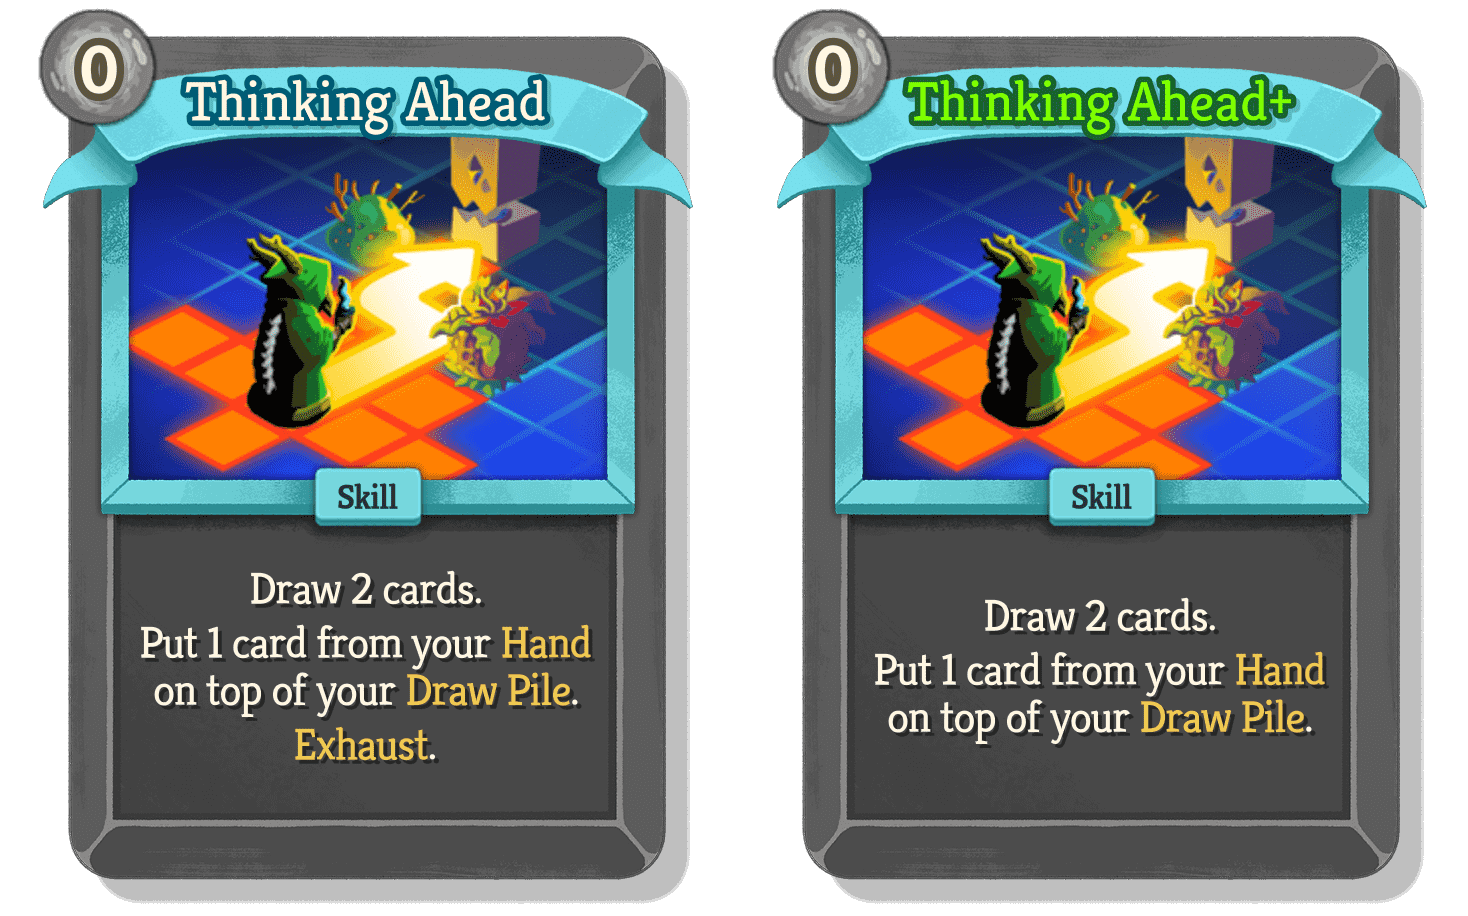 0
Thinking Ahead
Skill
Draw 2 cards.
Put 1 card from your Hand
on top of your Draw Pile.
Exhaust.
0
Thinking Ahead+
Skill
Draw 2 cards.
Put 1 card from your Hand
on top of your Draw Pile.